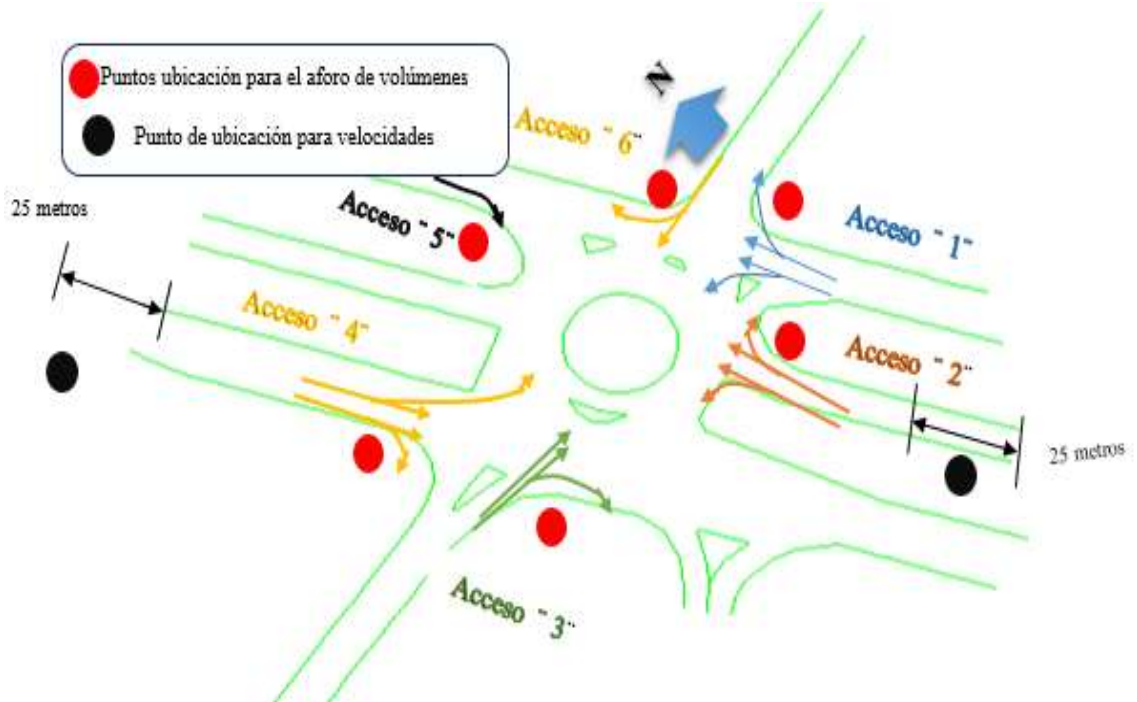 Puntos ubicación para el aforo de volúmenes
Punto de ubicación para velocidades
N
Acceso ¨ 6¨
25 metros
Acceso ¨ 5¨
Acceso ¨ 1¨
Acceso ¨ 4¨
Acceso ¨ 2¨
25 metros
Acceso ¨ 3¨